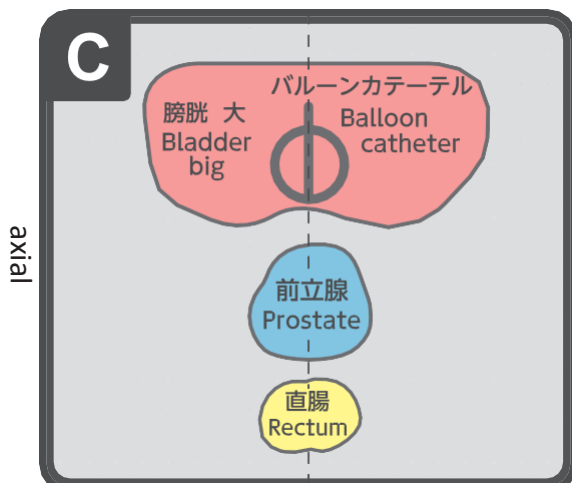 C
バルーンカテーテル
膀胱 大
Balloon
Bladder
catheter
big
axial
前立腺
Prostate
直腸
Rectum